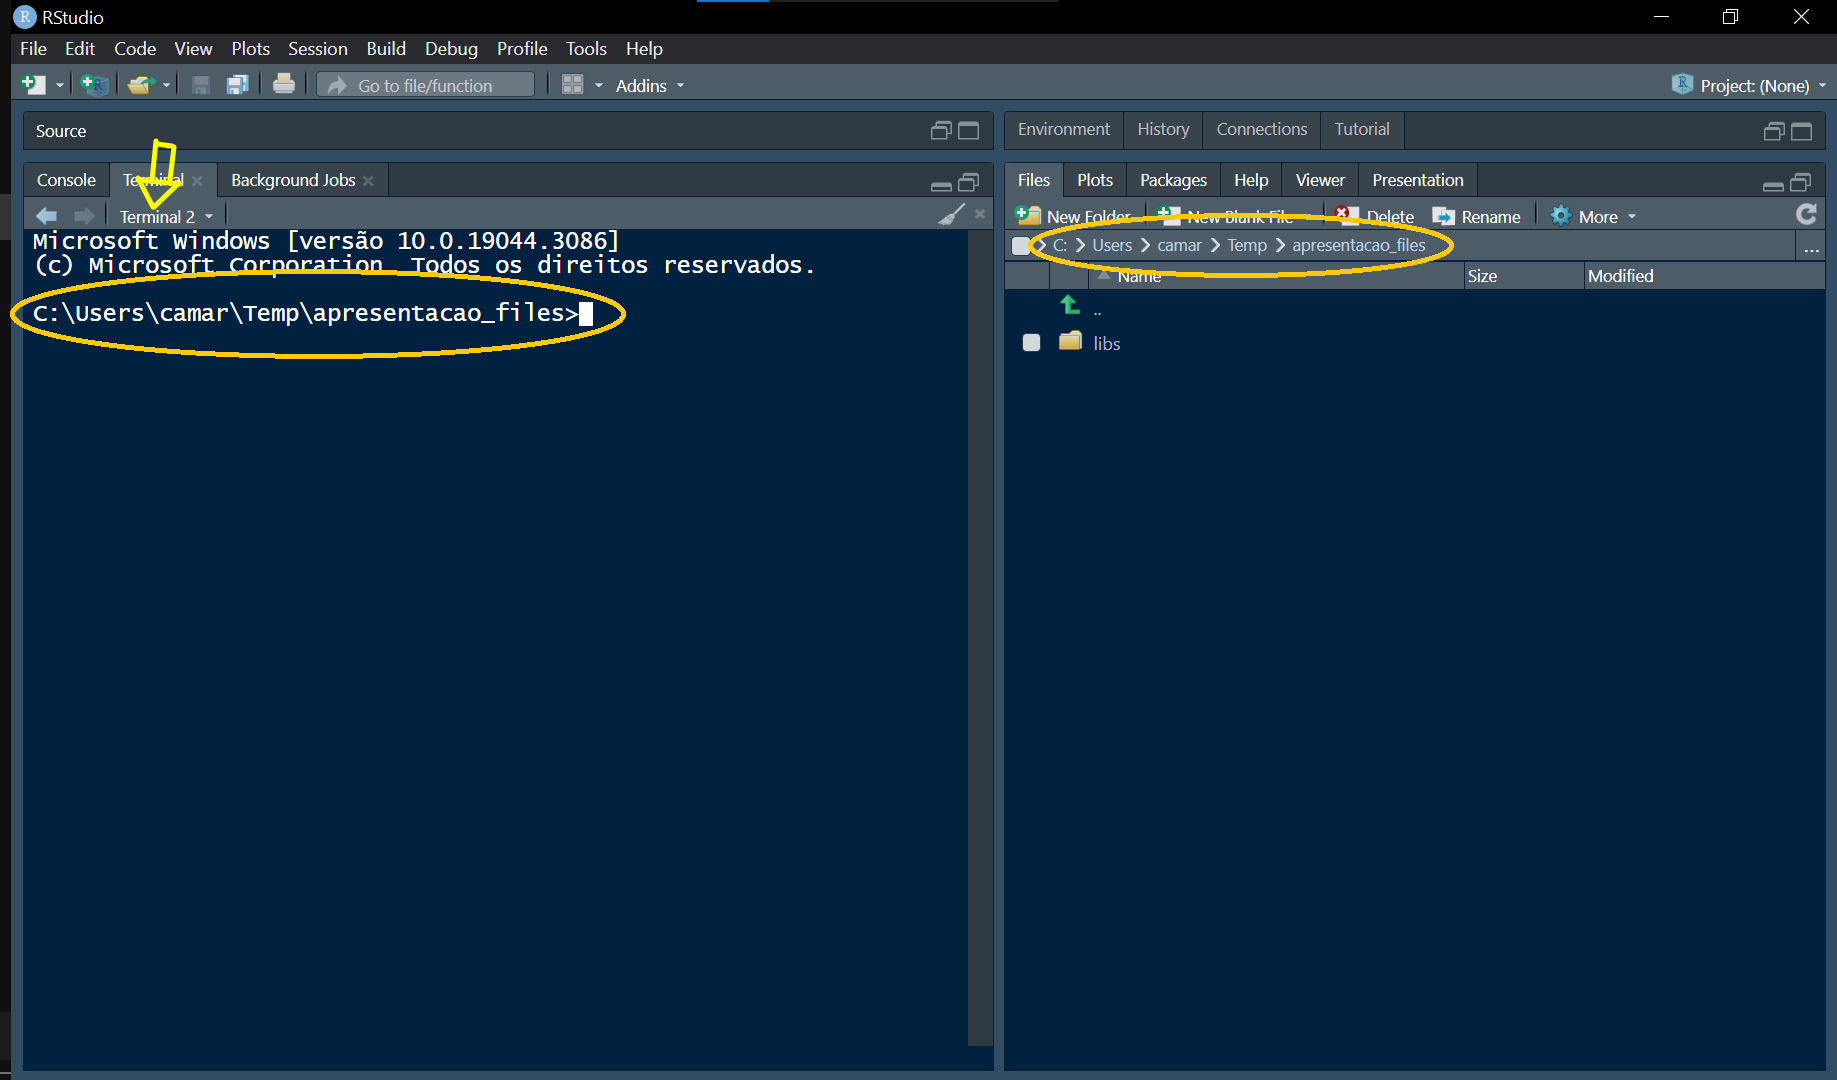 RStudio
File Edit Code View Plots Session Build Debug Profile Tools Help
Go to file/function Addins Project: (None)
Source
Console Terminal Background Jobs
Terminal 2
Microsoft Windows [versão 10.0.19044.3086]
(c) Microsoft Corporation. Todos os direitos reservados.
C:\Users\camar\Temp\apresentacao_files>
Environment History Connections Tutorial
Files Plots Packages Help Viewer Presentation
New Folder New Blank File Delete Rename More
C: Users camar Temp apresentacao_files ...
Name Size Modified
..
libs